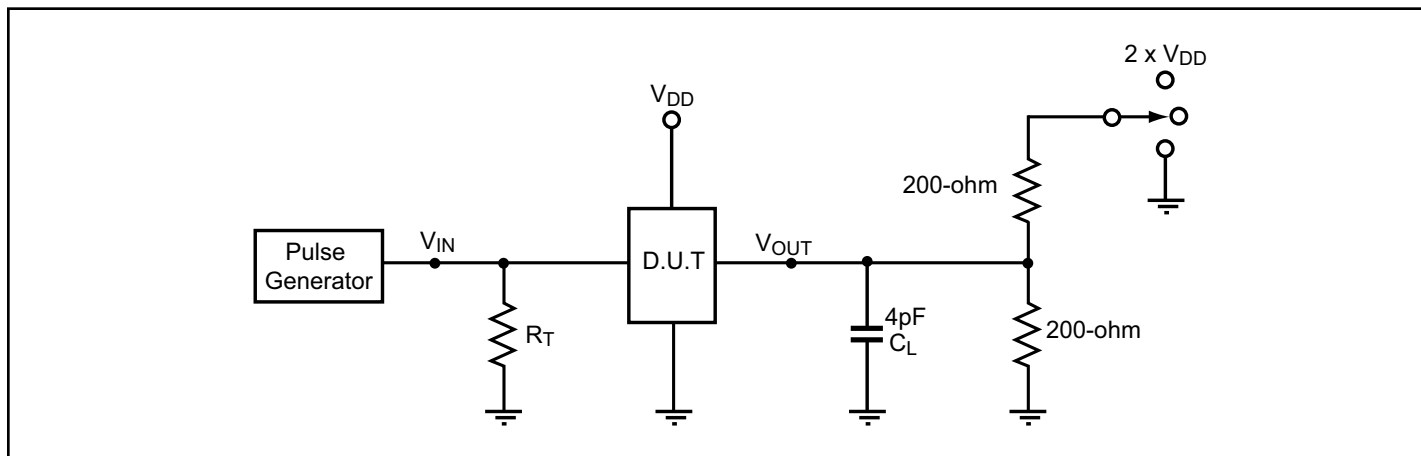 2 x VDD
VDD
200-ohm
Pulse
Generator
VIN
D.U.T
VOUT
RT
4pF
CL
200-ohm